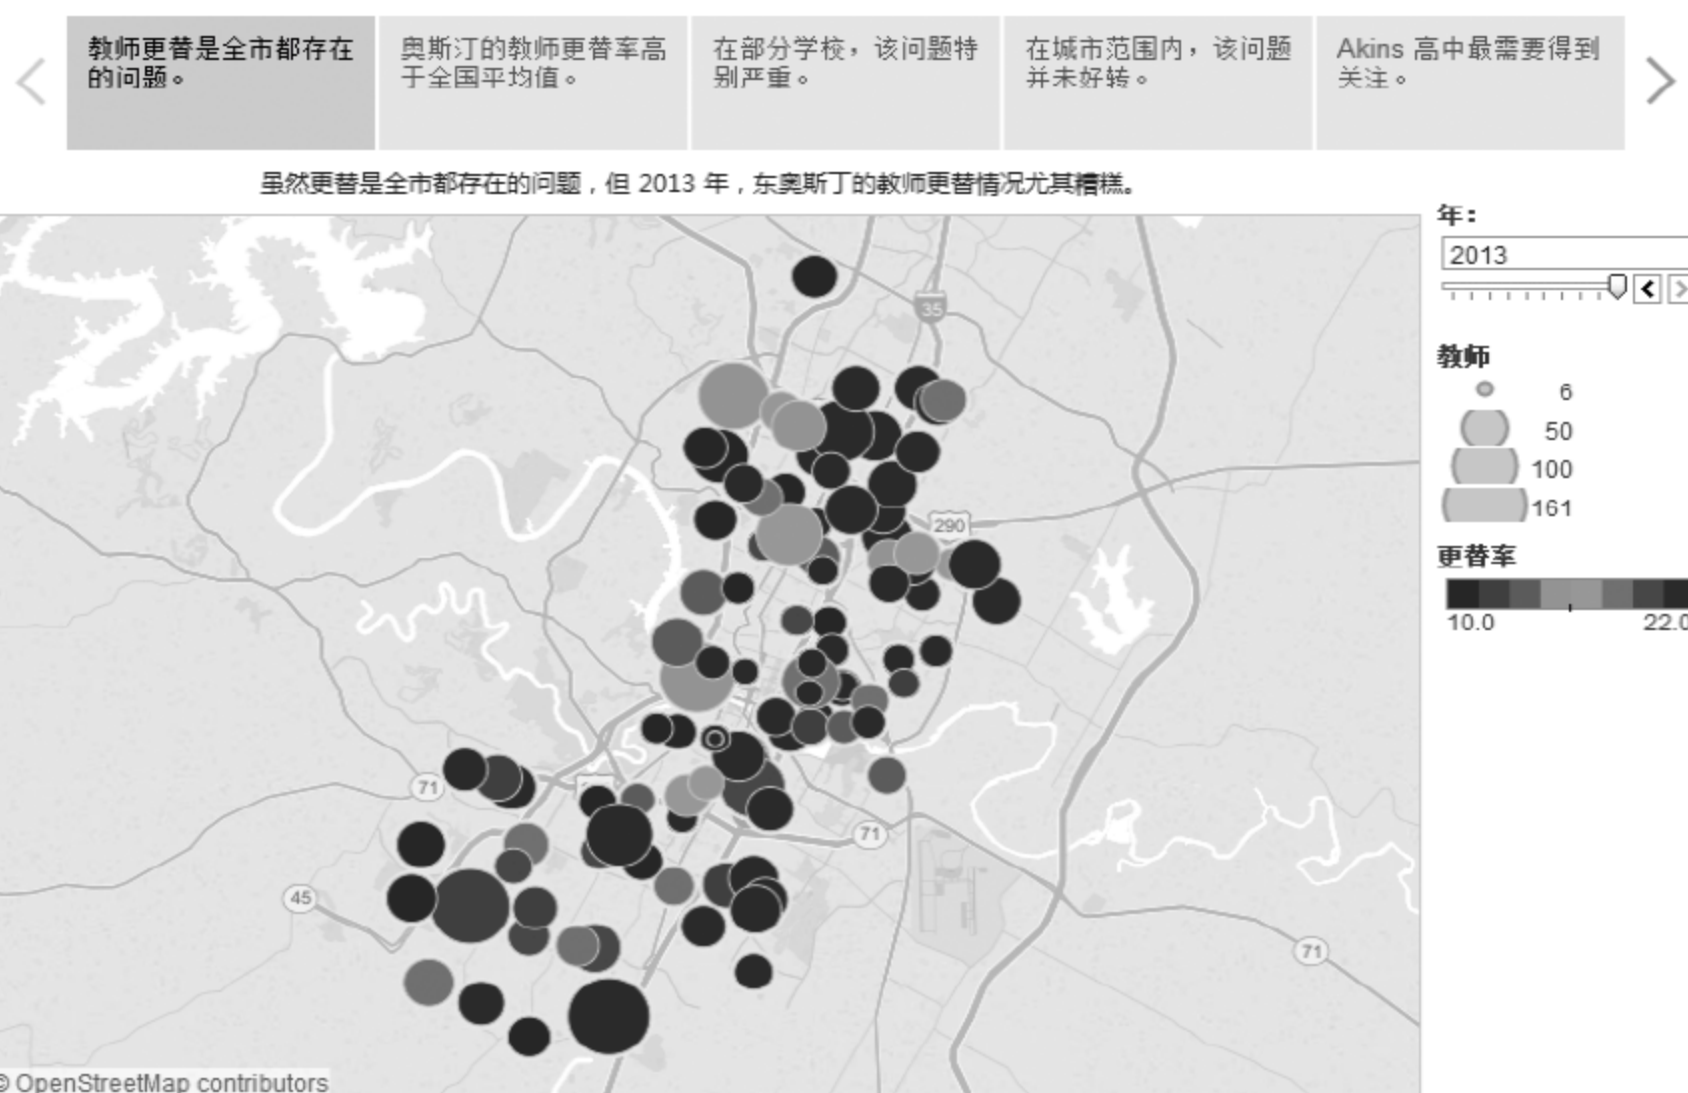 教师更替是全市都存在
的问题。
奥斯汀的教师更替率高
于全国平均值。
在部分学校，该问题特
别严重。
在城市范围内，该问题
并未好转。
Akins 高中最需要得到
关注。
虽然更替是全市都存在的问题，但 2013 年，东奥斯丁的教师更替情况尤其糟糕。
年：
2013
教师
6
50
100
161
更替率
10.0
22.0
35
290
71
71
45
71
© OpenStreetMap contributors